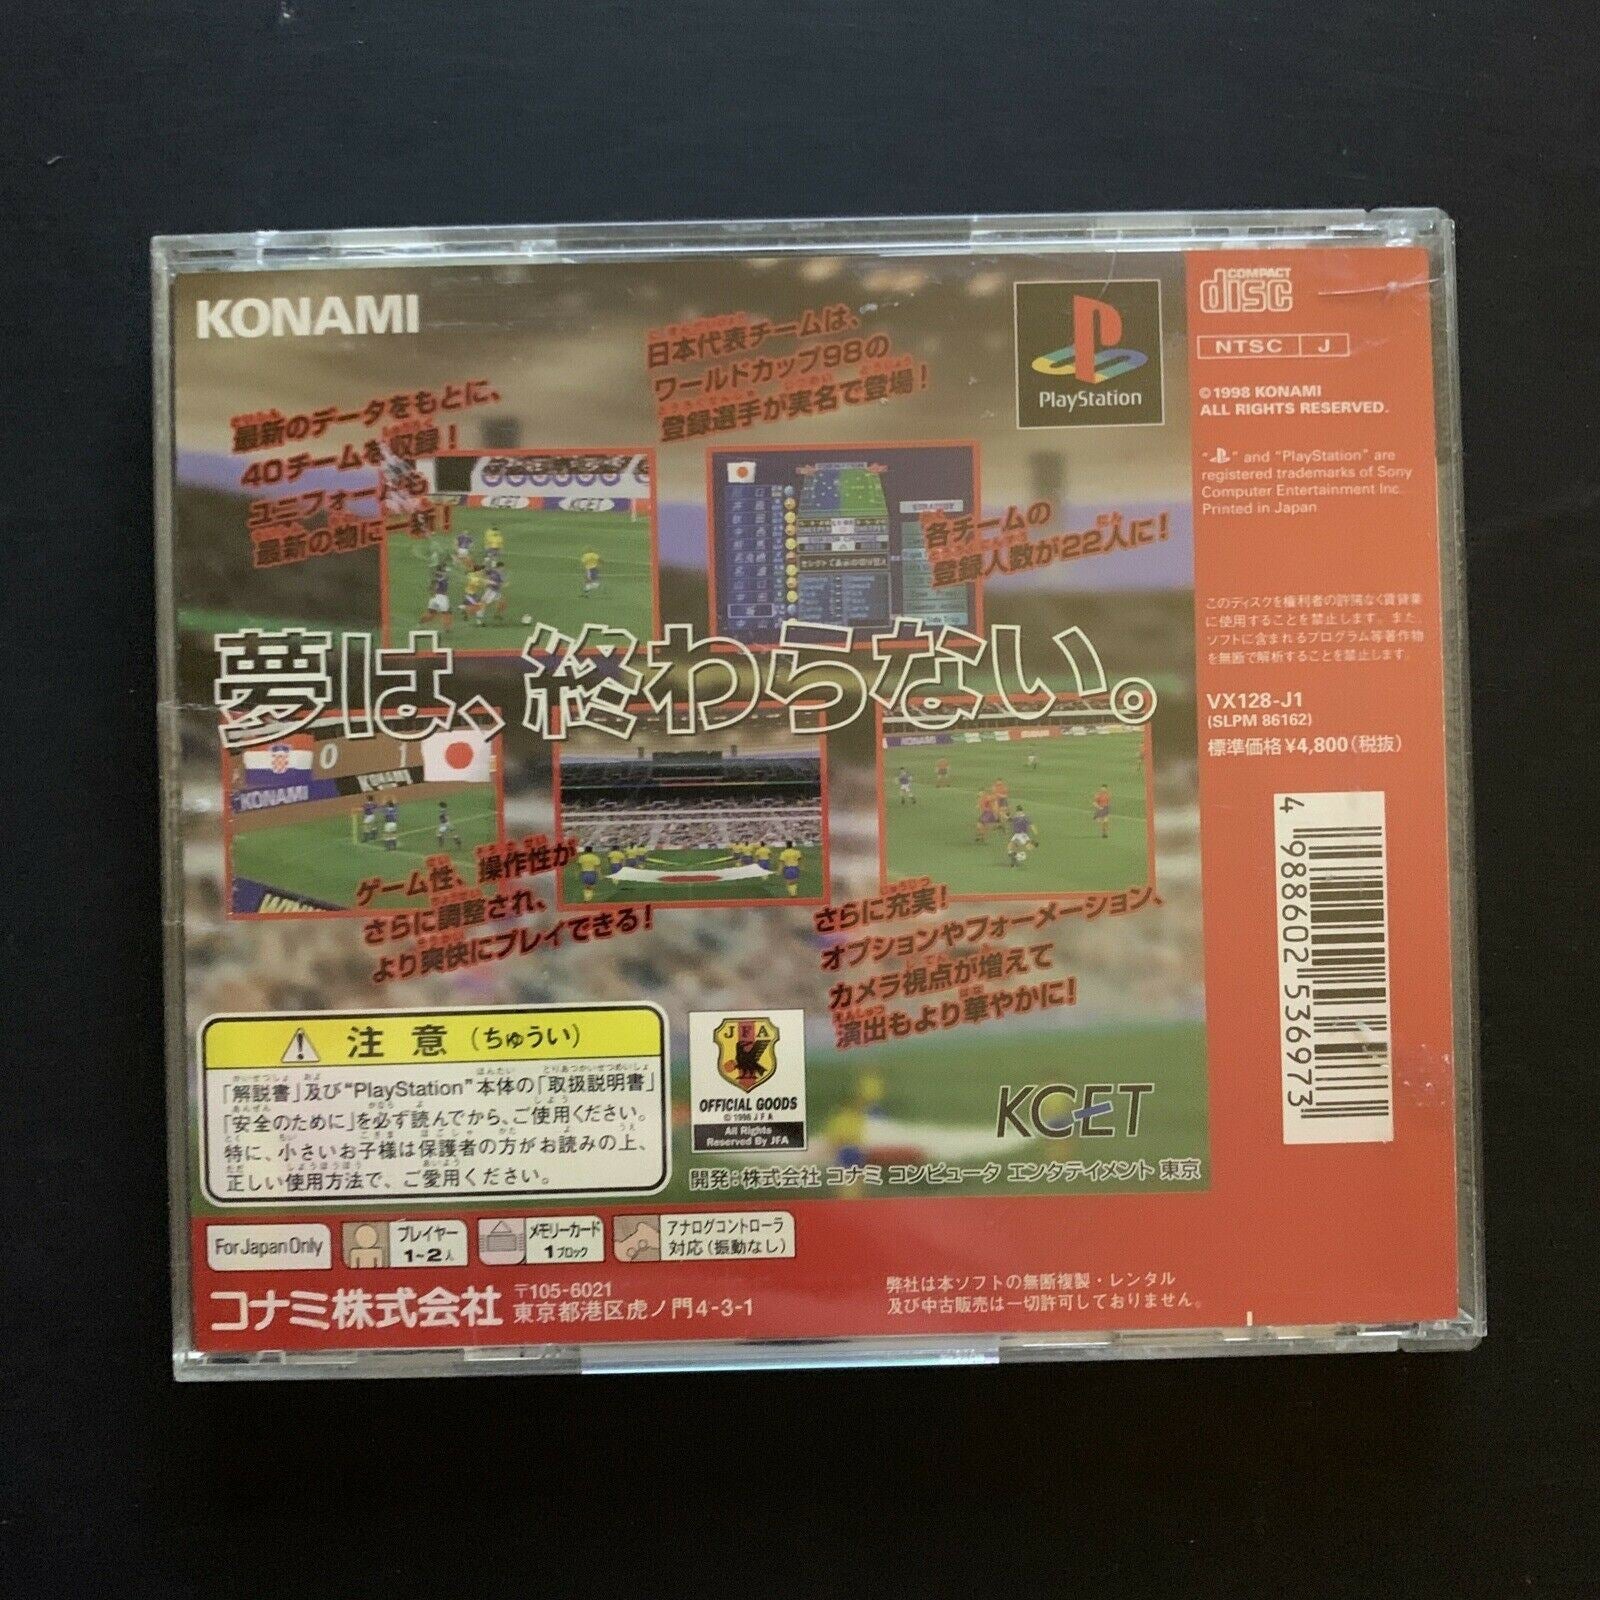 KONAMI
最新のデータをもとに、
40チームを収録！
ユニフォームも
最新の物に一新！
日本代表チームは、
ワールドカップ98の
登録選手が実名で登場！
PlayStation
各チームの
登録人数が22人に！
KCET
KCET
夢は、終わらない。
0 1
KONAMI
KONAMI
KONAMI
ゲーム性、操作性が
さらに調整され、
より爽快にプレイできる！
さらに充実！
オプションやフォーメーション、
カメラ視点が増えて
演出もより華やかに！
注意（ちゅうい）
「解説書」及び“PlayStation”本体の「取扱説明書」
「安全のために」を必ず読んでから、ご使用ください。
特に、小さいお子様は保護者の方がお読みの上、
正しい使用方法で、ご愛用ください。
JFA
OFFICIAL GOODS
©1996 JFA
All Rights
Reserved By JFA
KCET
開発：株式会社 コナミ コンピュータ エンタテイメント 東京
For Japan Only
プレイヤー
1~2人
メモリーカード
1ブロック
アナログコントローラ
対応（振動なし）
コナミ株式会社
〒105-6021
東京都港区虎ノ門4-3-1
弊社は本ソフトの無断複製・レンタル
及び中古販売は一切許可しておりません。
COMPACT
disc
NTSC J
©1998 KONAMI
ALL RIGHTS RESERVED.
“ ” and “PlayStation” are
registered trademarks of Sony
Computer Entertainment Inc.
Printed in Japan
このディスクを権利者の許諾なく賃貸業
に使用することを禁止します。また、
ソフトに含まれるプログラム等著作物
を無断で解析することを禁止します。
VX128-J1
(SLPM 86162)
標準価格¥4,800（税抜）
4 988602 536973